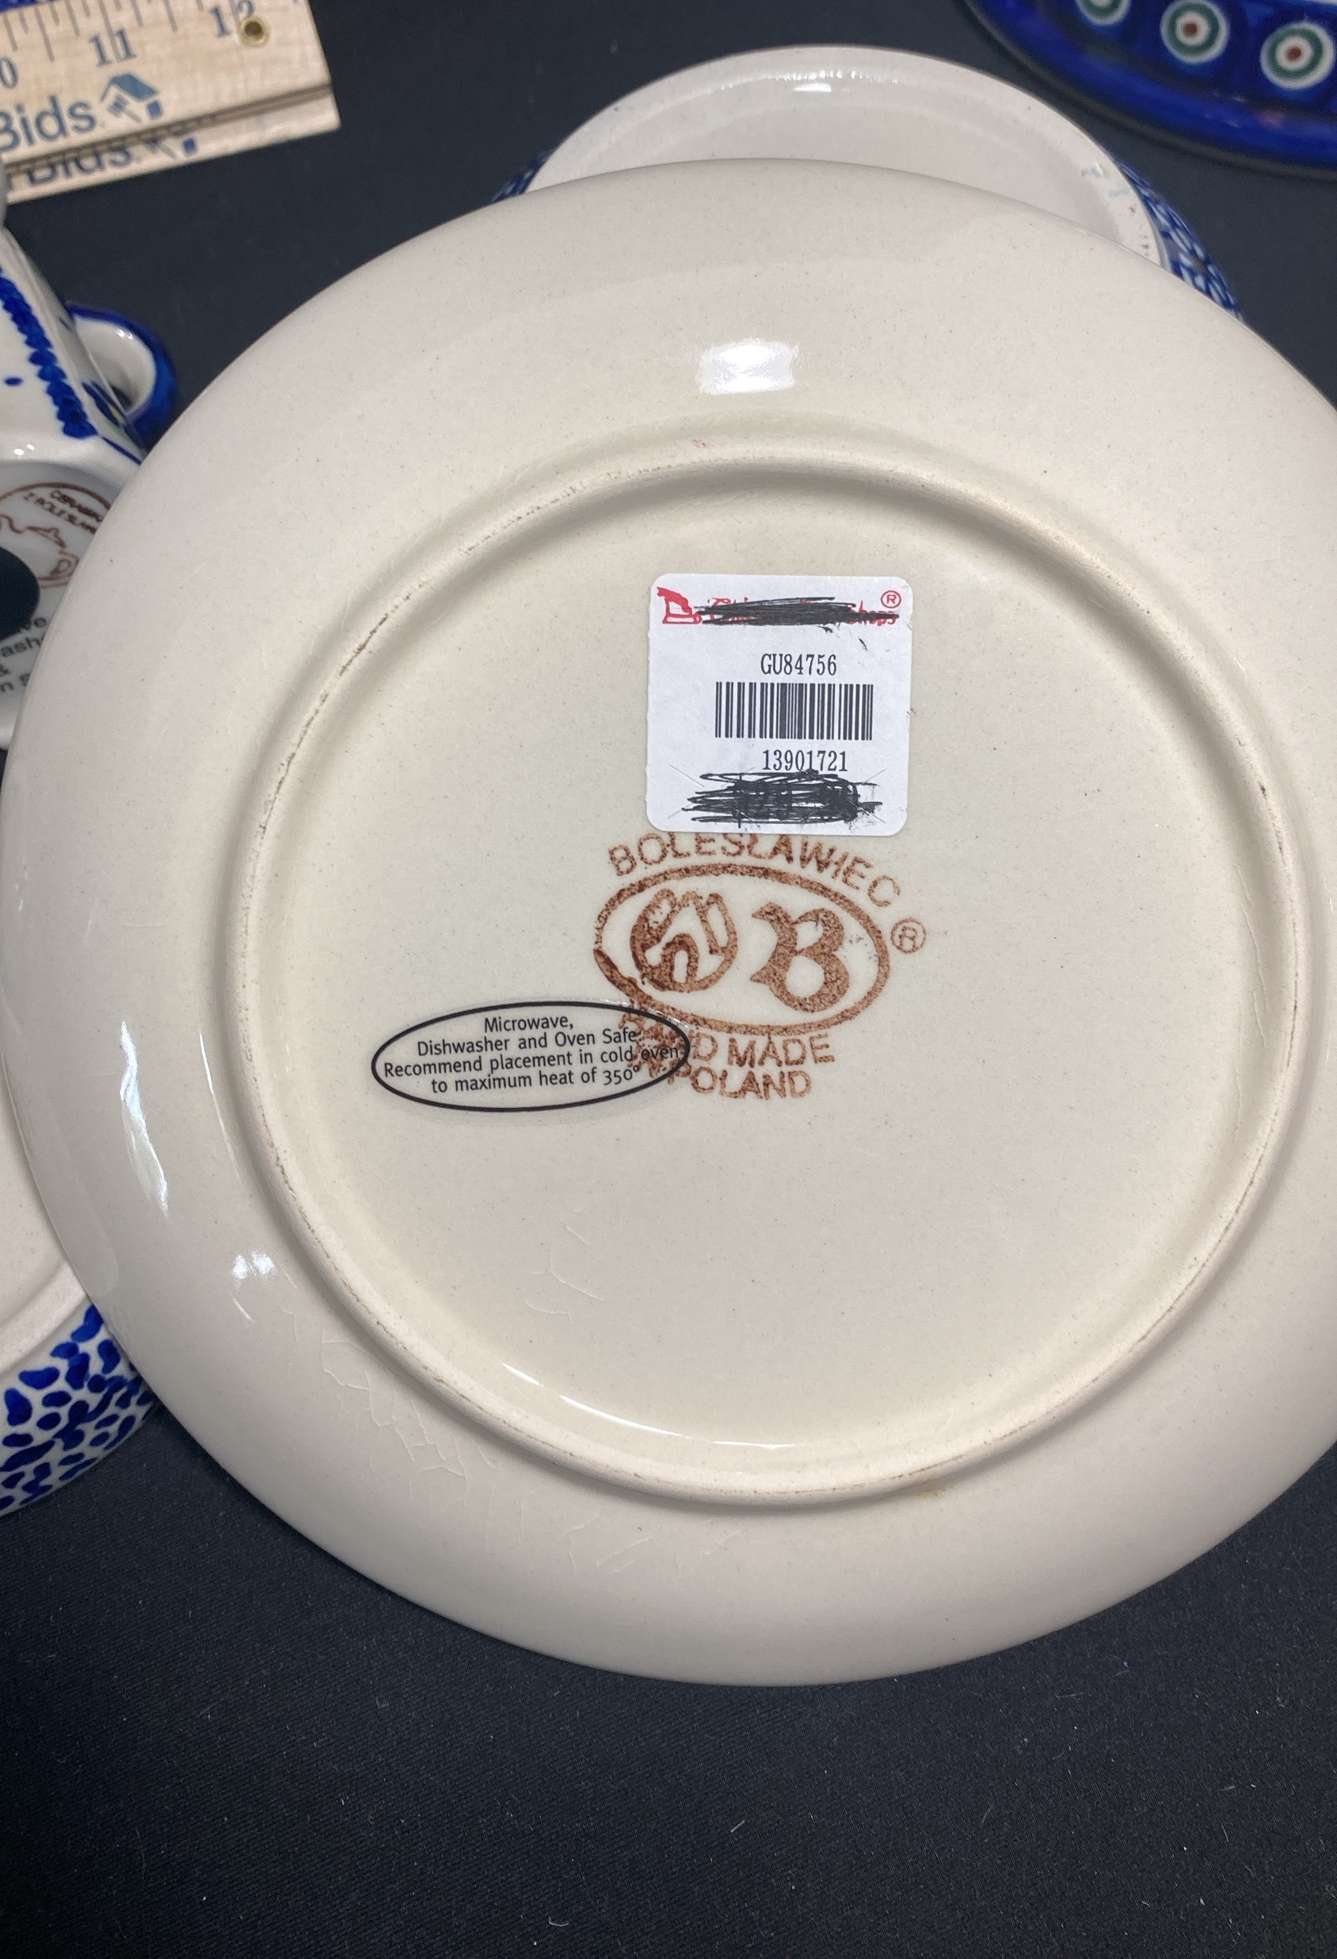 11 12
Bids
Bids
®
GU84756
13901721
BOLESŁAWIEC
®
B
MADE
POLAND
Microwave,
Dishwasher and Oven Safe.
Recommend placement in cold oven
to maximum heat of 350°